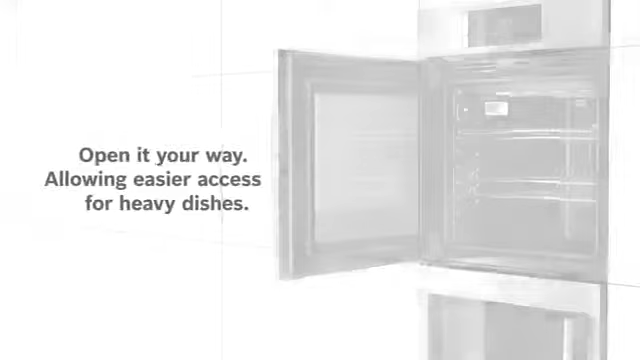 Open it your way.
Allowing easier access
for heavy dishes.